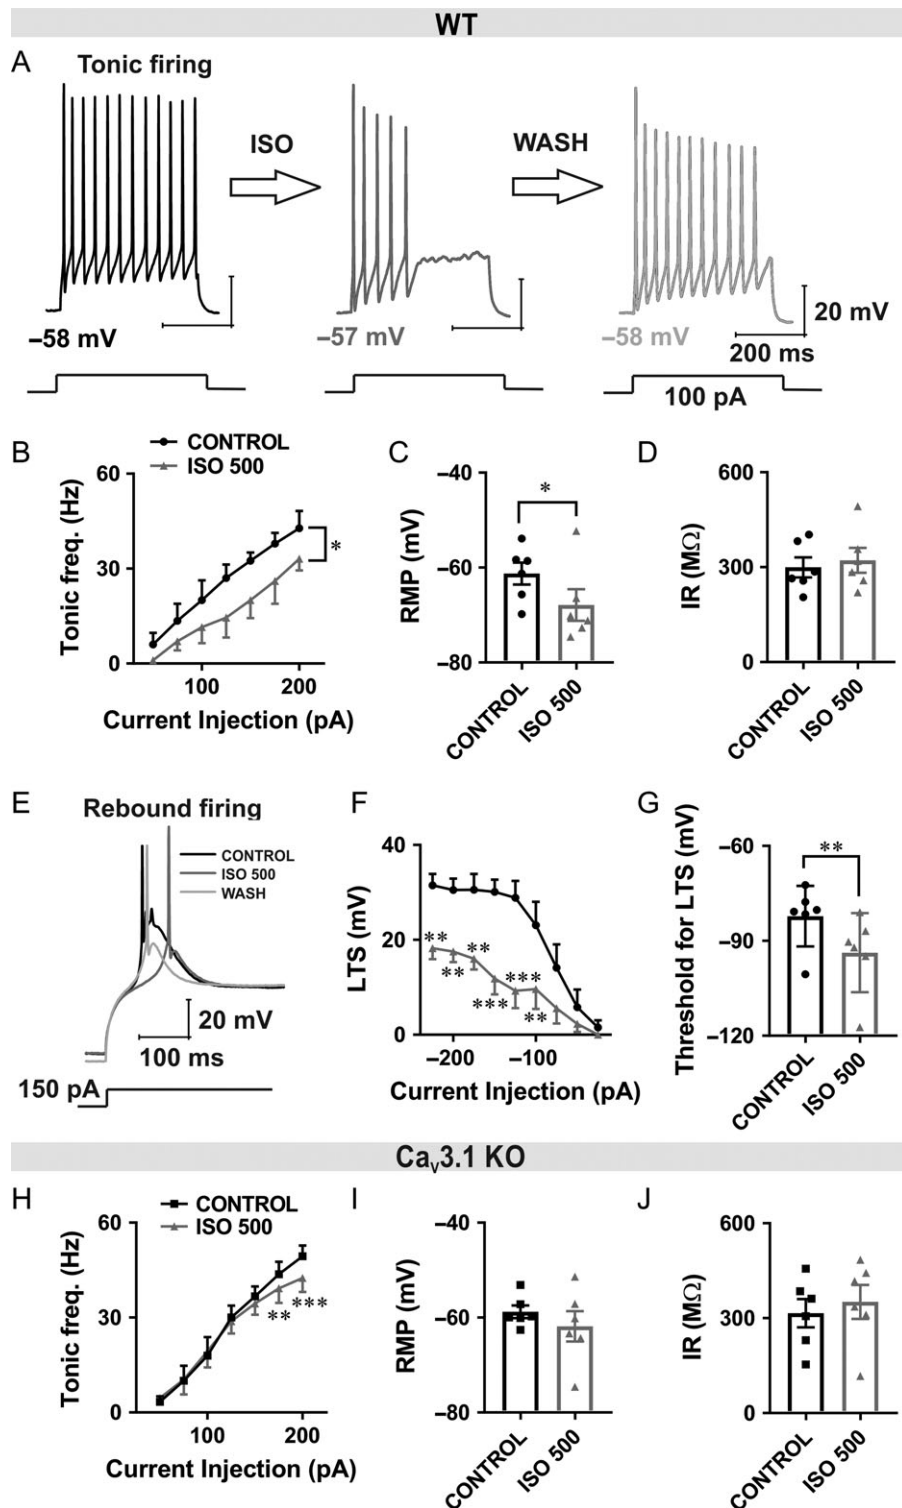 WT
A
Tonic firing
ISO
WASH
–58 mV
–57 mV
–58 mV
20 mV
200 ms
100 pA
B
CONTROL
ISO 500
60
30
0
Tonic freq. (Hz)
*
100
200
Current Injection (pA)
C
–40
–60
–80
RMP (mV)
*
CONTROL
ISO 500
D
600
300
0
IR (MΩ)
CONTROL
ISO 500
E
Rebound firing
CONTROL
ISO 500
WASH
20 mV
100 ms
150 pA
F
40
20
0
LTS (mV)
**
**
**
***
***
**
–200
–100
Current Injection (pA)
G
–60
–90
–120
Threshold for LTS (mV)
**
CONTROL
ISO 500
Caᵥ3.1 KO
H
CONTROL
ISO 500
60
30
0
Tonic freq. (Hz)
**
***
100
200
Current Injection (pA)
I
–40
–60
–80
RMP (mV)
CONTROL
ISO 500
J
600
300
0
IR (MΩ)
CONTROL
ISO 500